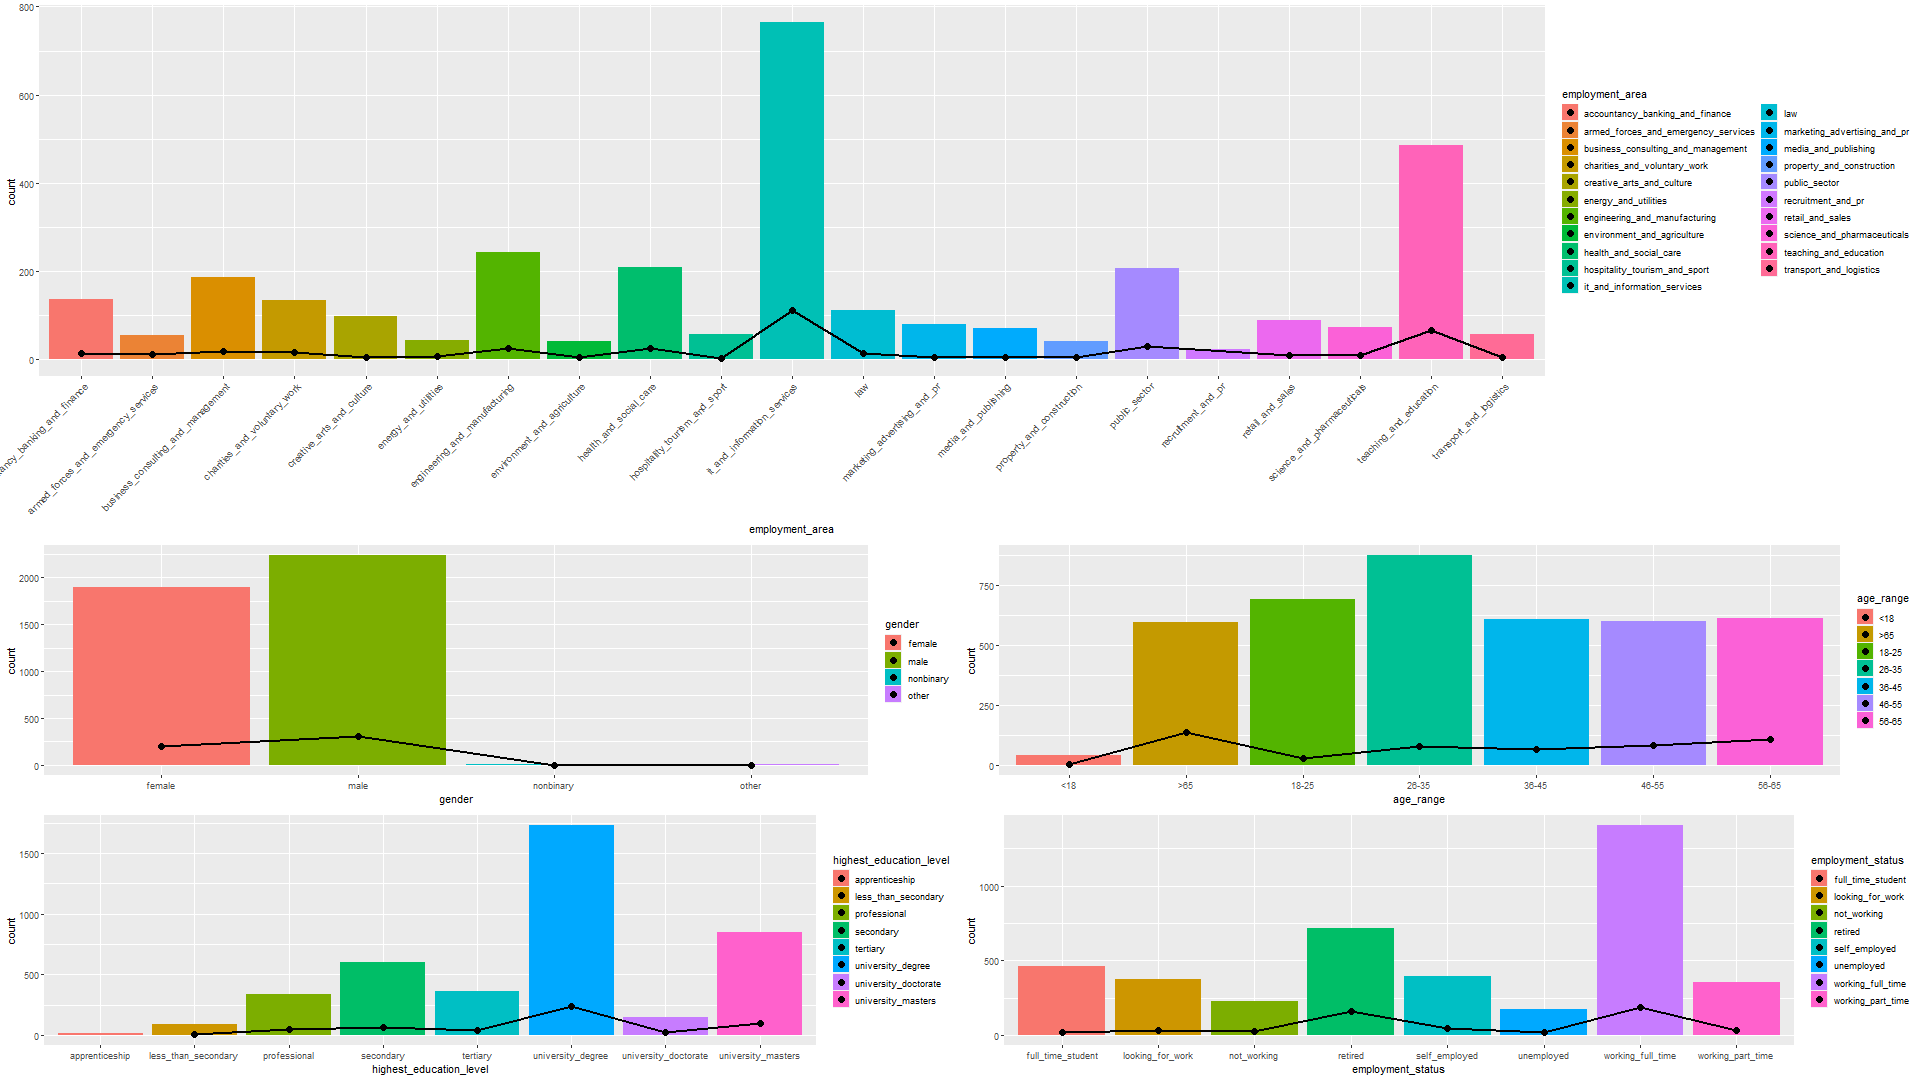 800
600
400
200
0
count
ancy_banking_and_finance
armed_forces_and_emergency_services
business_consulting_and_management
charities_and_voluntary_work
creative_arts_and_culture
energy_and_utilities
engineering_and_manufacturing
environment_and_agriculture
health_and_social_care
hospitality_tourism_and_sport
it_and_information_services
law
marketing_advertising_and_pr
media_and_publishing
property_and_construction
public_sector
recruitment_and_pr
retail_and_sales
science_and_pharmaceuticals
teaching_and_education
transport_and_logistics
employment_area
employment_area
accountancy_banking_and_finance
armed_forces_and_emergency_services
business_consulting_and_management
charities_and_voluntary_work
creative_arts_and_culture
energy_and_utilities
engineering_and_manufacturing
environment_and_agriculture
health_and_social_care
hospitality_tourism_and_sport
it_and_information_services
law
marketing_advertising_and_pr
media_and_publishing
property_and_construction
public_sector
recruitment_and_pr
retail_and_sales
science_and_pharmaceuticals
teaching_and_education
transport_and_logistics
2000
1500
1000
500
0
count
female
male
nonbinary
other
gender
gender
female
male
nonbinary
other
750
500
250
0
count
<18
>65
18-25
26-35
36-45
46-55
56-65
age_range
age_range
<18
>65
18-25
26-35
36-45
46-55
56-65
1500
1000
500
0
count
apprenticeship
less_than_secondary
professional
secondary
tertiary
university_degree
university_doctorate
university_masters
highest_education_level
highest_education_level
apprenticeship
less_than_secondary
professional
secondary
tertiary
university_degree
university_doctorate
university_masters
1000
500
0
count
full_time_student
looking_for_work
not_working
retired
self_employed
unemployed
working_full_time
working_part_time
employment_status
employment_status
full_time_student
looking_for_work
not_working
retired
self_employed
unemployed
working_full_time
working_part_time